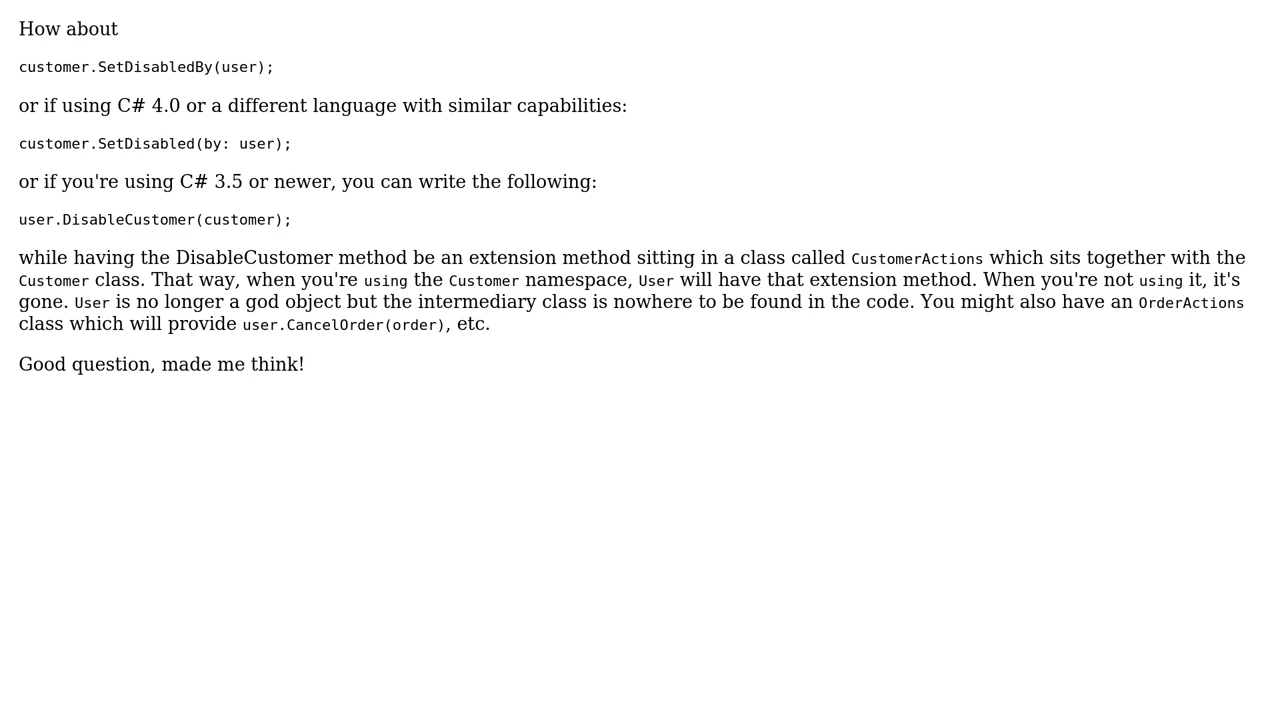 How about
customer.SetDisabledBy(user);
or if using C# 4.0 or a different language with similar capabilities:
customer.SetDisabled(by: user);
or if you're using C# 3.5 or newer, you can write the following:
user.DisableCustomer(customer);
while having the DisableCustomer method be an extension method sitting in a class called CustomerActions which sits together with the
Customer class. That way, when you're using the Customer namespace, User will have that extension method. When you're not using it, it's
gone. User is no longer a god object but the intermediary class is nowhere to be found in the code. You might also have an OrderActions
class which will provide user.CancelOrder(order), etc.
Good question, made me think!